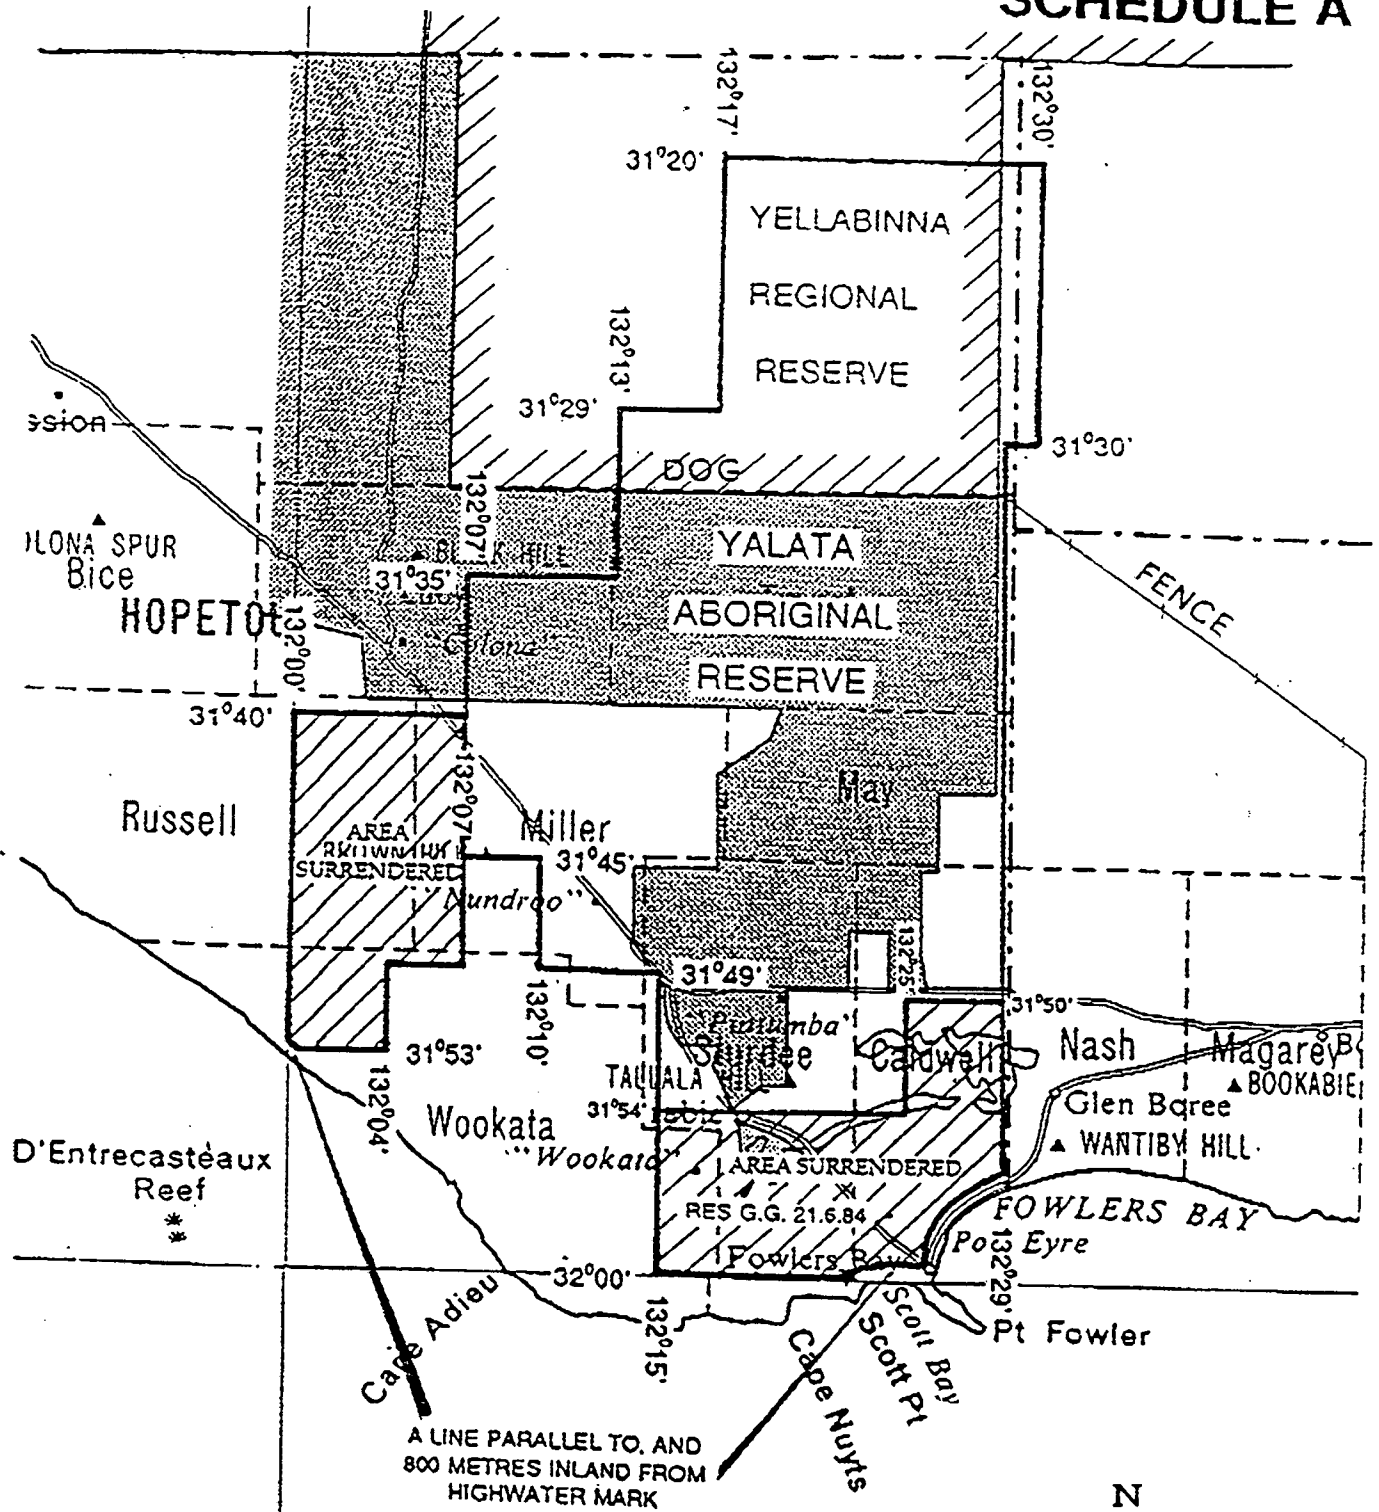 SCHEDULE A
132°17'
132°30'
31°20'
YELLABINNA
REGIONAL
RESERVE
132°13'
31°29'
31°30'
DOG
132°07'
YALATA
ABORIGINAL
RESERVE
HILL
31°35'
SPUR
Bice
FENCE
132°00'
"Colona"
31°40'
Russell
132°07'
Miller
May
AREA
SURRENDERED
31°45'
"Nundroo"
31°49'
132°25'
132°10'
31°50'
31°53'
Caldwell
Nash
Magarey
BOOKABIE
TALLALA
31°54'
132°04'
Wookata
"Wookata"
Glen Boree
WANTIBY HILL
D'Entrecasteaux
Reef
AREA SURRENDERED
RES G.G. 21.6.84
FOWLERS BAY
Eyre
Fowlers Bay
32°00'
132°29'
132°15'
Cape Adieu
Scott Bay
Scott Pt
Cape Nuyts
Pt Fowler
A LINE PARALLEL TO, AND
800 METRES INLAND FROM
HIGHWATER MARK
N